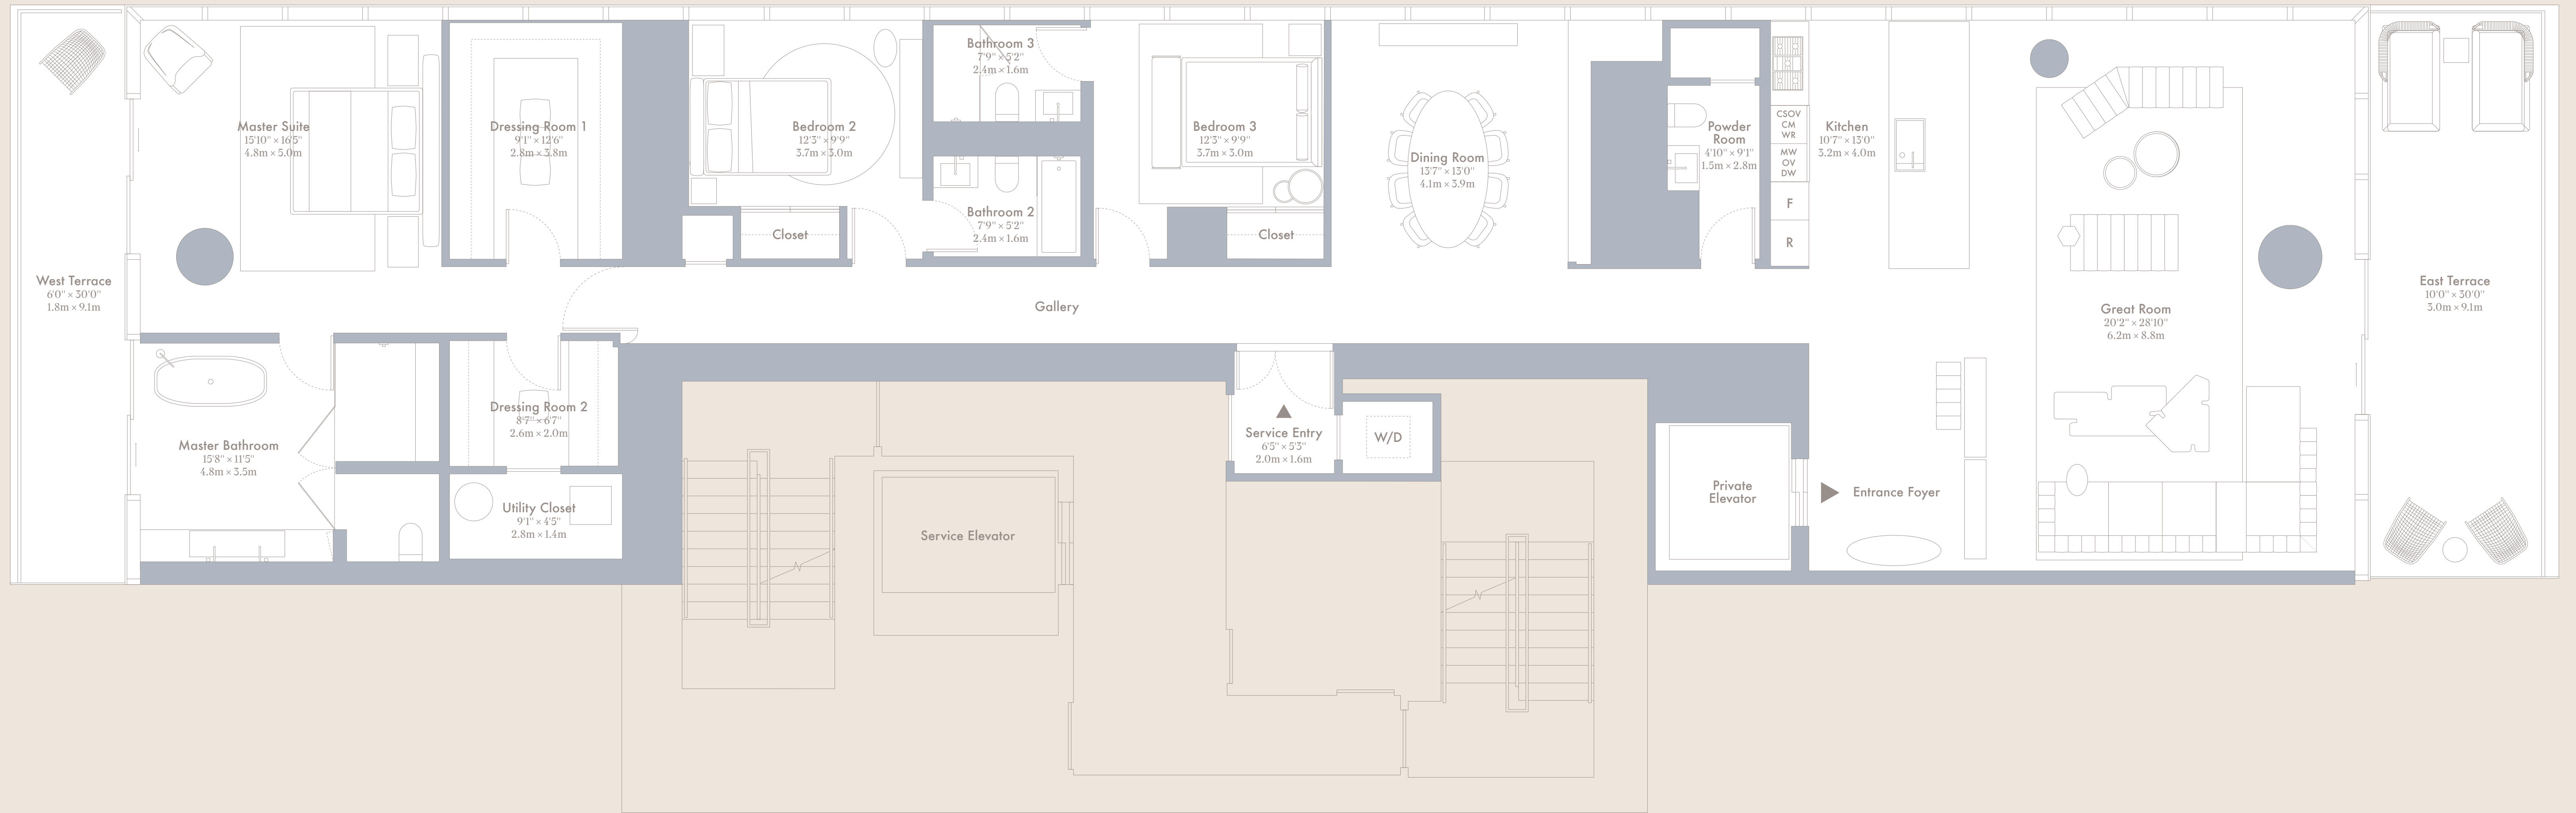 West Terrace
6'0" × 30'0"
1.8m × 9.1m
Master Suite
15'10" × 16'5"
4.8m × 5.0m
Dressing Room 1
9'1" × 12'6"
2.8m × 3.8m
Bedroom 2
12'3" × 9'9"
3.7m × 3.0m
Closet
Bathroom 3
7'9" × 5'2"
2.4m × 1.6m
Bathroom 2
7'9" × 5'2"
2.4m × 1.6m
Bedroom 3
12'3" × 9'9"
3.7m × 3.0m
Closet
Dining Room
13'7" × 13'0"
4.1m × 3.9m
Powder
Room
4'10" × 9'1"
1.5m × 2.8m
CSOV
CM
WR
MW
OV
DW
F
R
Kitchen
10'7" × 13'0"
3.2m × 4.0m
Great Room
20'2" × 28'10"
6.2m × 8.8m
East Terrace
10'0" × 30'0"
3.0m × 9.1m
Gallery
Master Bathroom
15'8" × 11'5"
4.8m × 3.5m
Dressing Room 2
8'7" × 6'7"
2.6m × 2.0m
Utility Closet
9'1" × 4'5"
2.8m × 1.4m
Service Elevator
Service Entry
6'5" × 5'3"
2.0m × 1.6m
W/D
Private
Elevator
Entrance Foyer